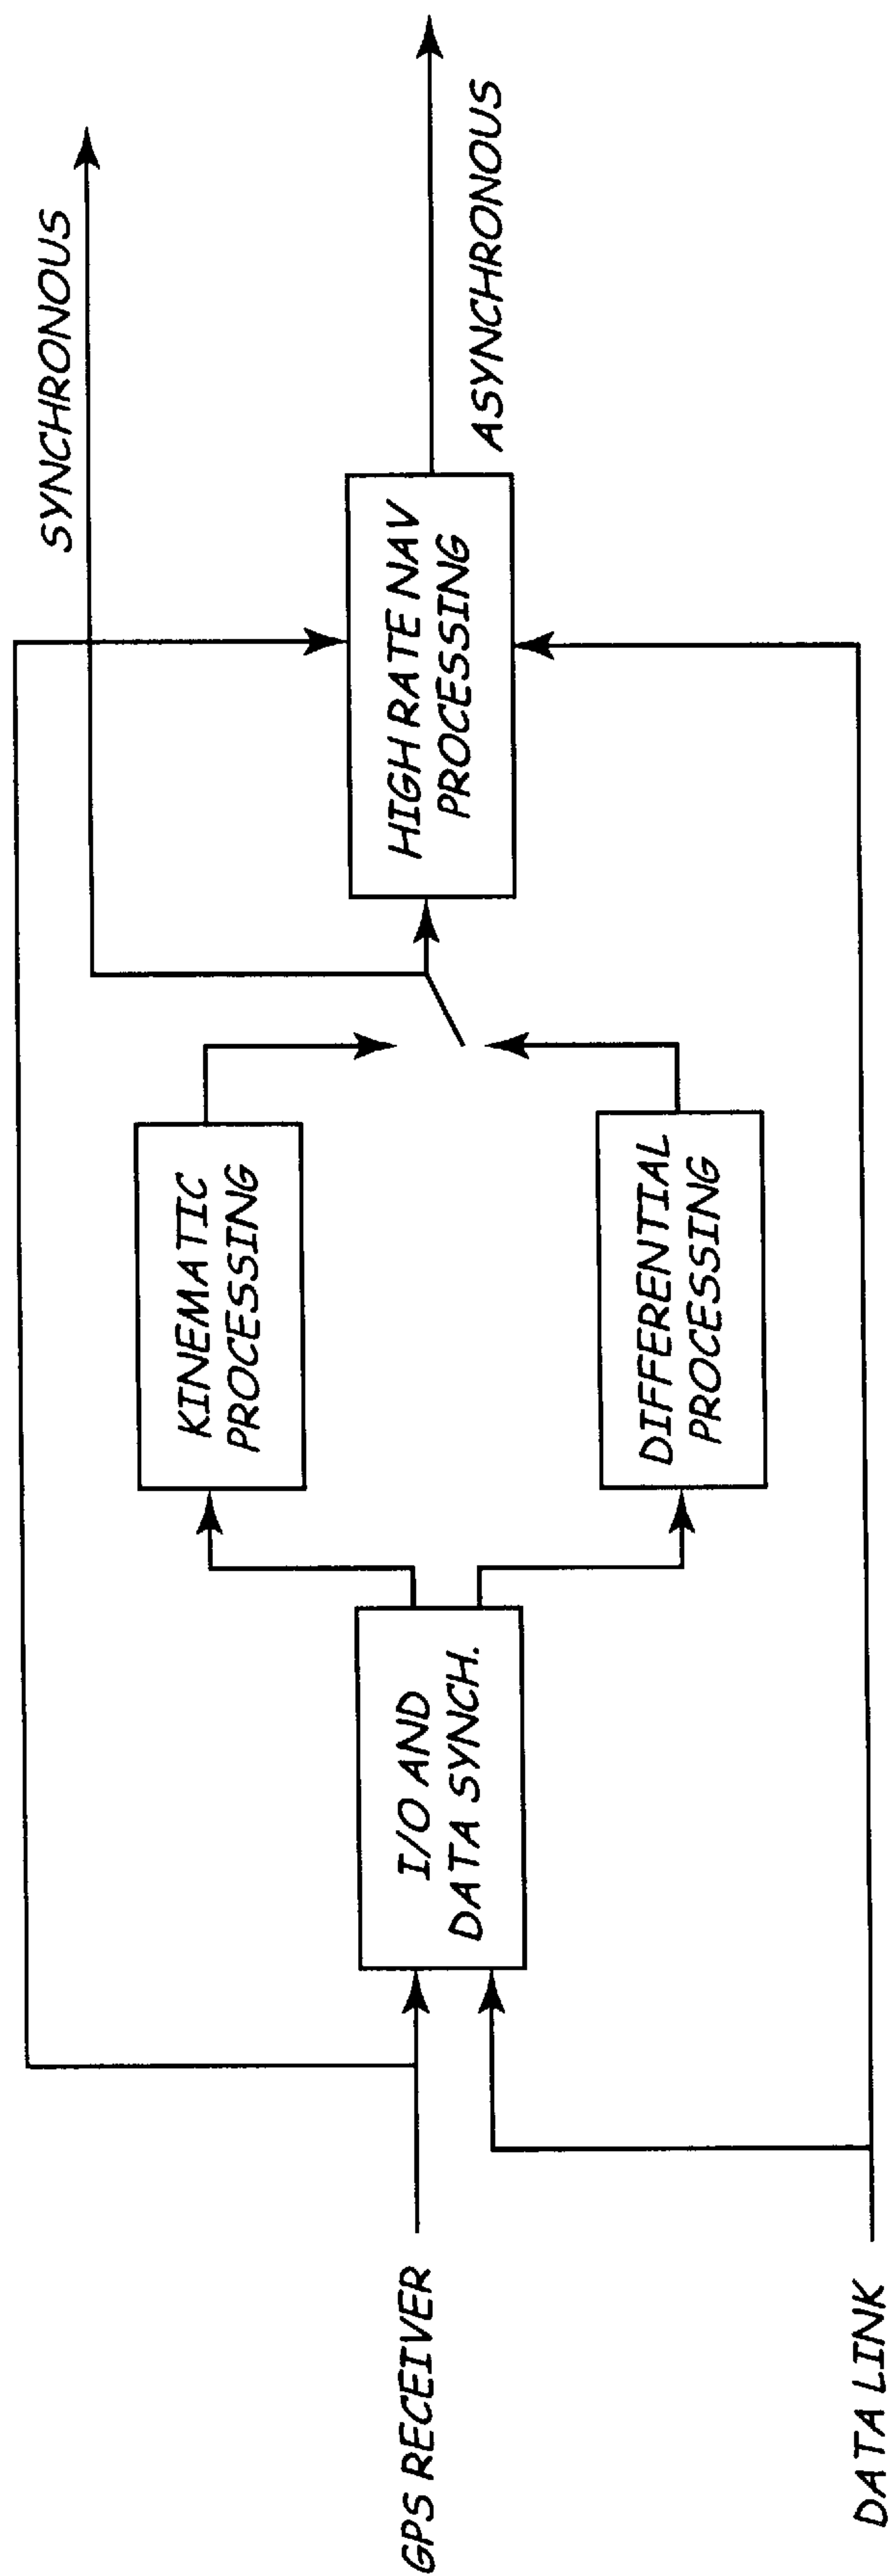 GPS RECEIVER
DATA LINK
I/O AND
DATA SYNCH.
KINEMATIC
PROCESSING
DIFFERENTIAL
PROCESSING
HIGH RATE NAV
PROCESSING
SYNCHRONOUS
ASYNCHRONOUS